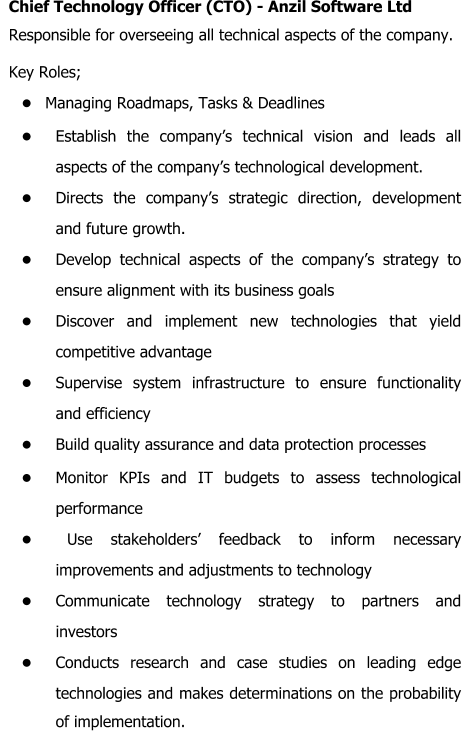 Chief Technology Officer (CTO) - Anzil Software Ltd
Responsible for overseeing all technical aspects of the company.
Key Roles;
● Managing Roadmaps, Tasks & Deadlines
● Establish the company’s technical vision and leads all
aspects of the company’s technological development.
● Directs the company’s strategic direction, development
and future growth.
● Develop technical aspects of the company’s strategy to
ensure alignment with its business goals
● Discover and implement new technologies that yield
competitive advantage
● Supervise system infrastructure to ensure functionality
and efficiency
● Build quality assurance and data protection processes
● Monitor KPIs and IT budgets to assess technological
performance
● Use stakeholders’ feedback to inform necessary
improvements and adjustments to technology
● Communicate technology strategy to partners and
investors
● Conducts research and case studies on leading edge
technologies and makes determinations on the probability
of implementation.